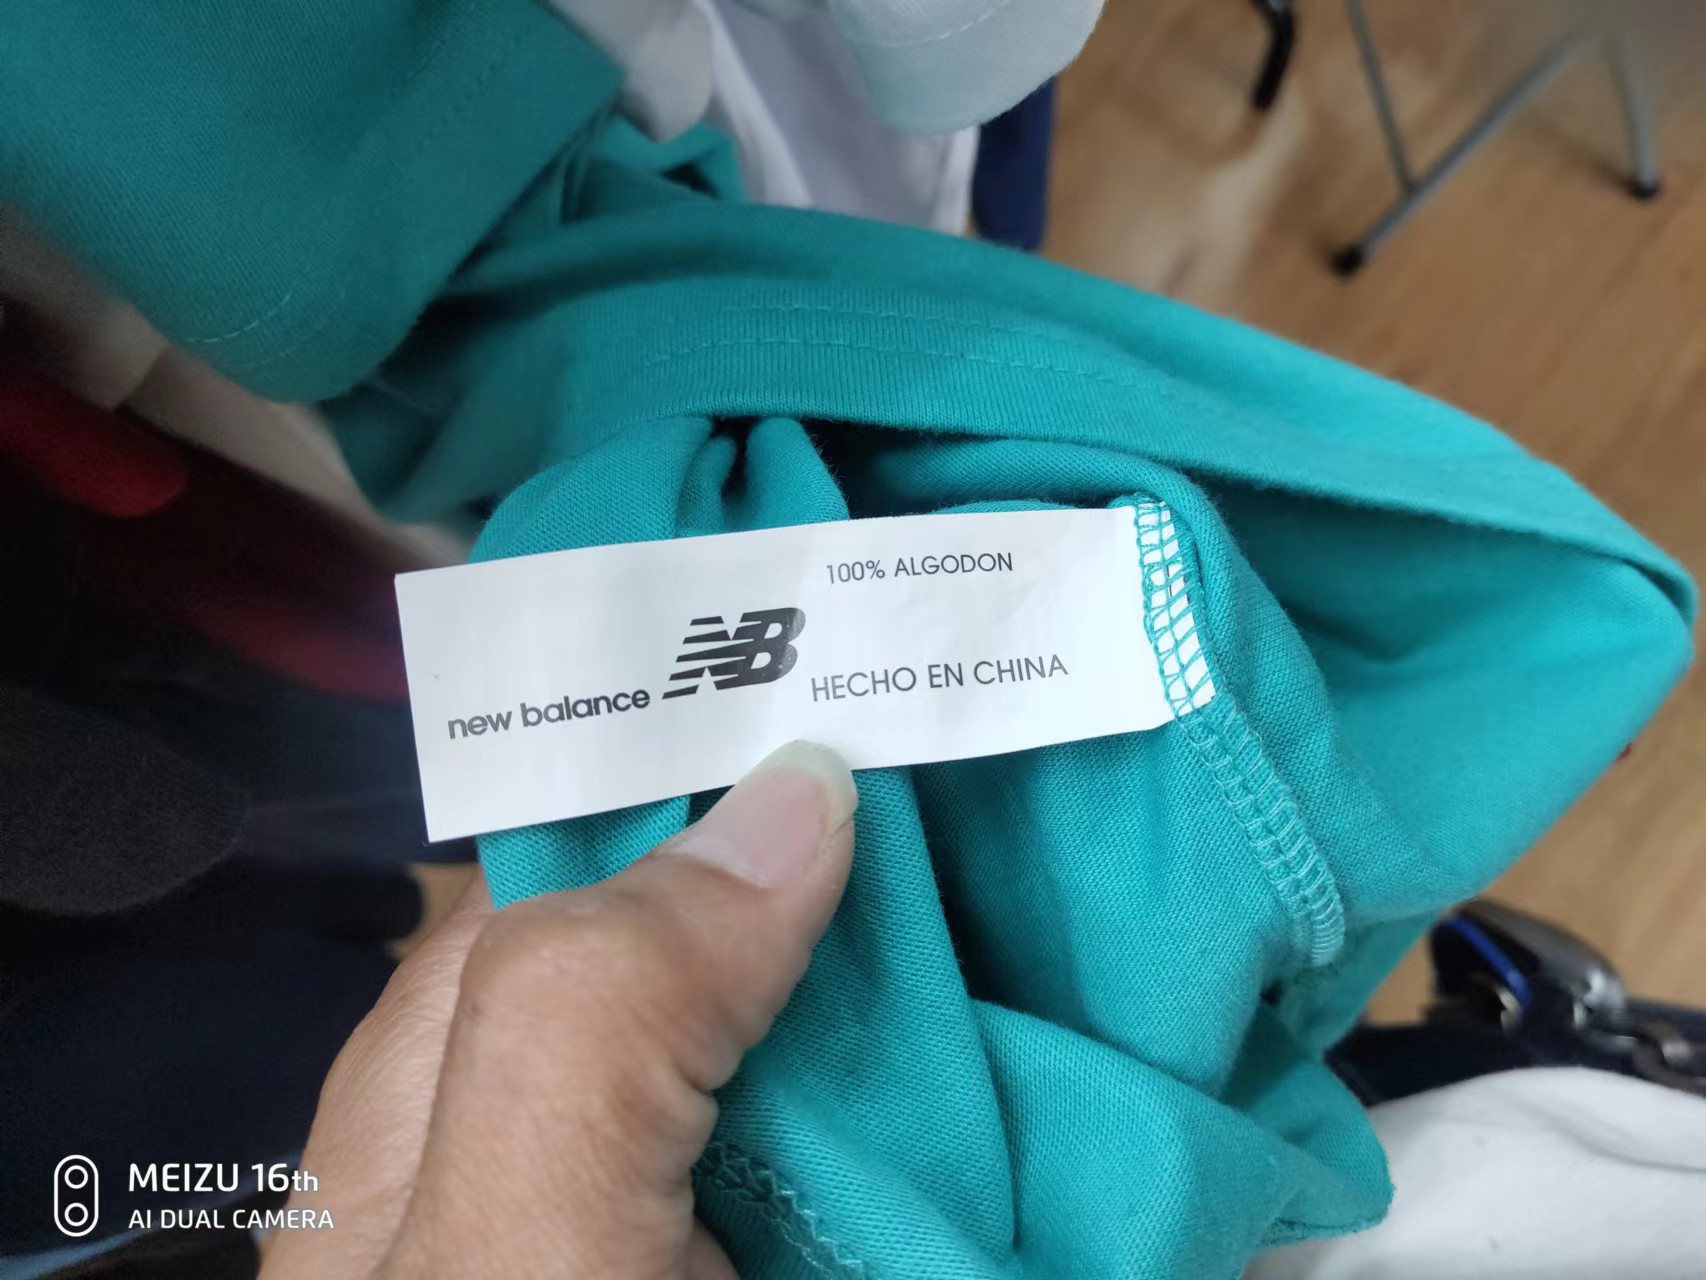 100% ALGODON
NB
new balance
HECHO EN CHINA
MEIZU 16th
AI DUAL CAMERA